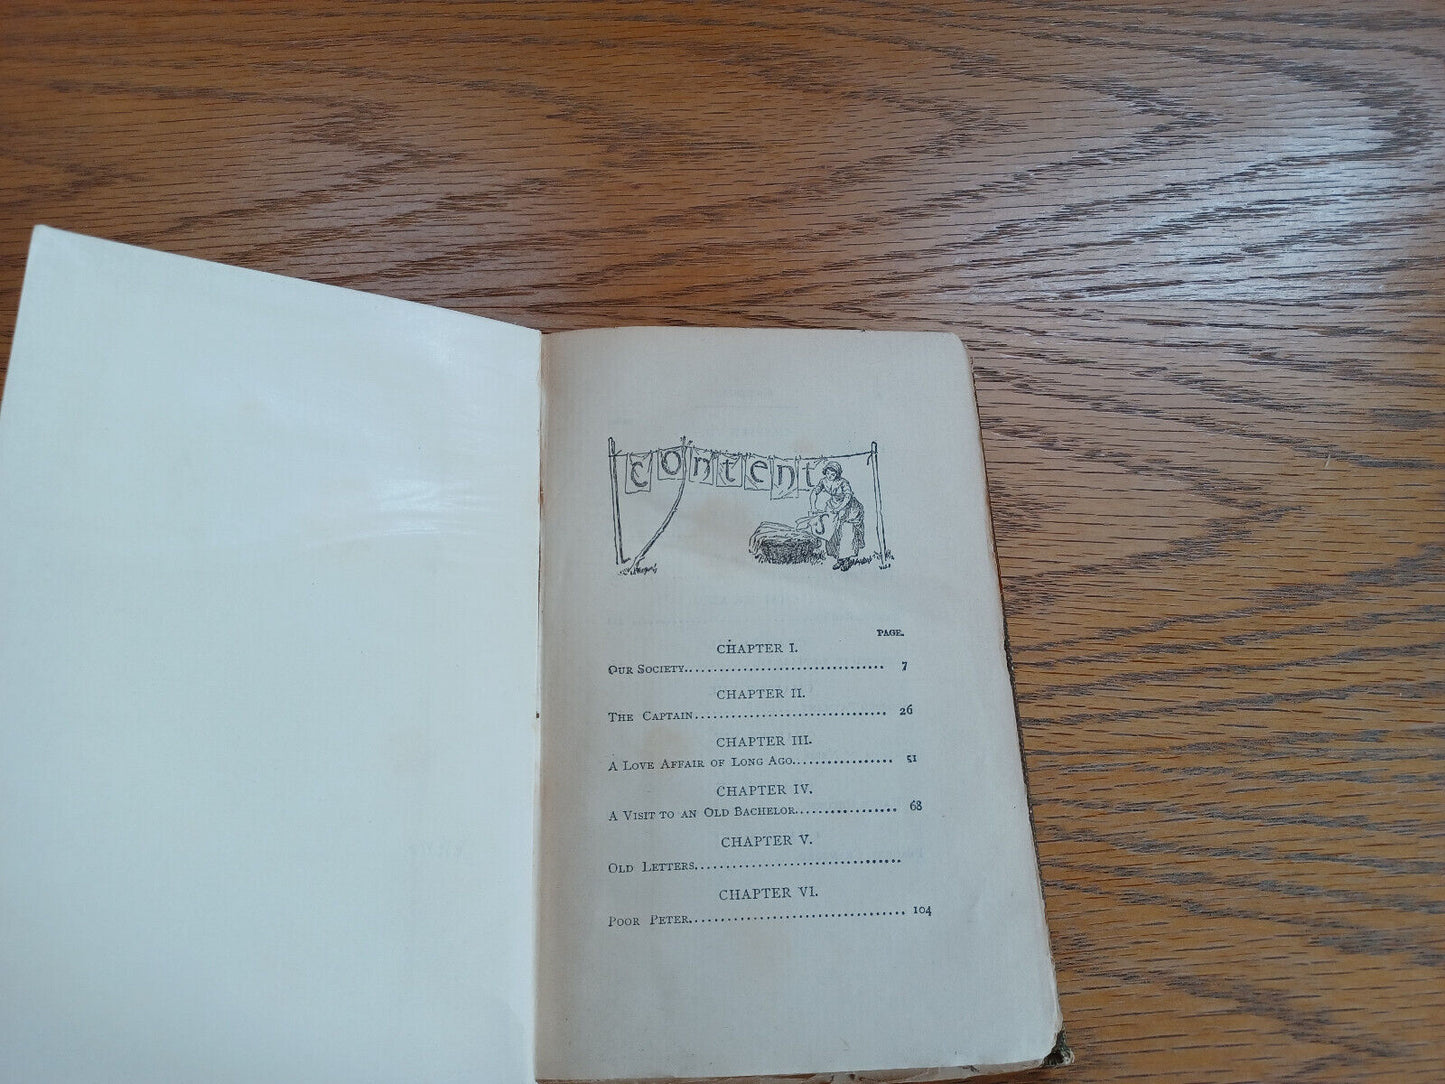 Contents
PAGE.
CHAPTER I.
OUR SOCIETY................................. 7
CHAPTER II.
THE CAPTAIN................................ 26
CHAPTER III.
A LOVE AFFAIR OF LONG AGO................. 51
CHAPTER IV.
A VISIT TO AN OLD BACHELOR................. 68
CHAPTER V.
OLD LETTERS..................................
CHAPTER VI.
POOR PETER................................... 104